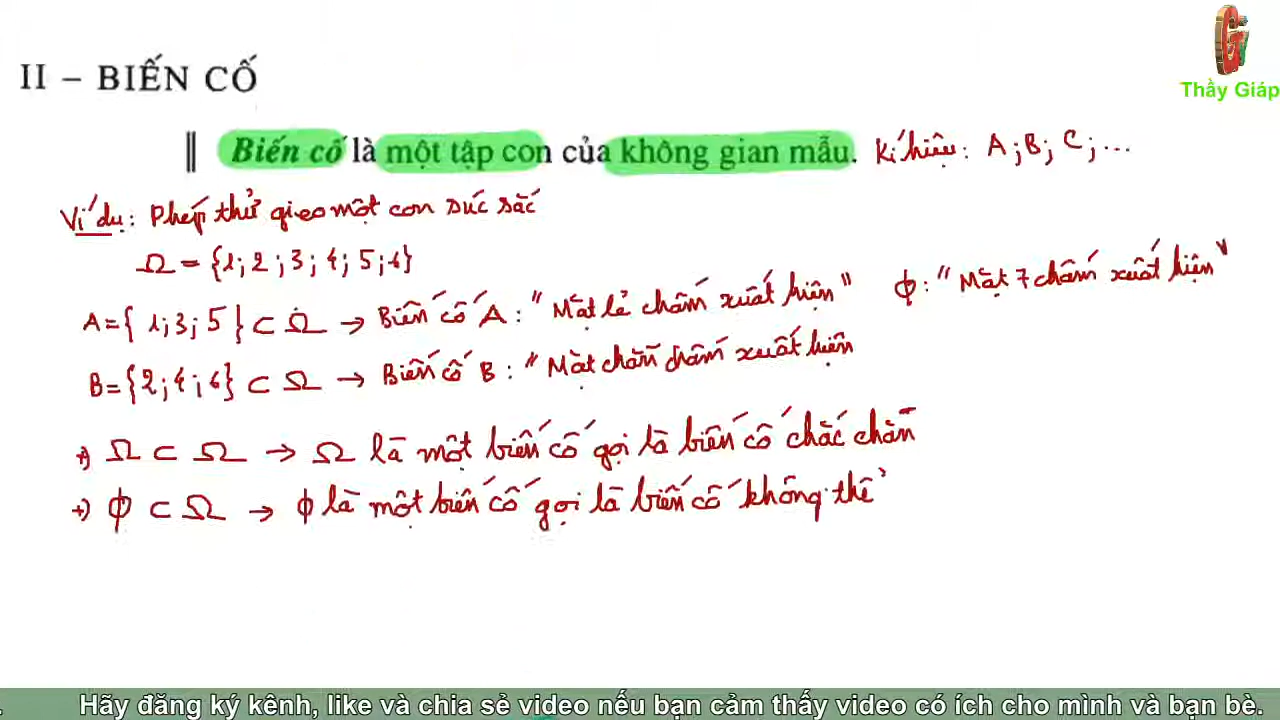 Thầy Giáp
II – BIẾN CỐ
Biến cố là một tập con của không gian mẫu. Kí hiệu: A; B; C; ...
Ví dụ: Phép thử gieo một con súc sắc
Ω = {1; 2; 3; 4; 5; 6}
A = {1; 3; 5} ⊂ Ω → Biến cố A: "Mặt lẻ chấm xuất hiện" ϕ: "Mặt 7 chấm xuất hiện"
B = {2; 4; 6} ⊂ Ω → Biến cố B: "Mặt chẵn chấm xuất hiện
+) Ω ⊂ Ω → Ω là một biến cố gọi là biến cố chắc chắn
+) ϕ ⊂ Ω → ϕ là một biến cố gọi là biến cố không thể
Hãy đăng ký kênh, like và chia sẻ video nếu bạn cảm thấy video có ích cho mình và bạn bè.